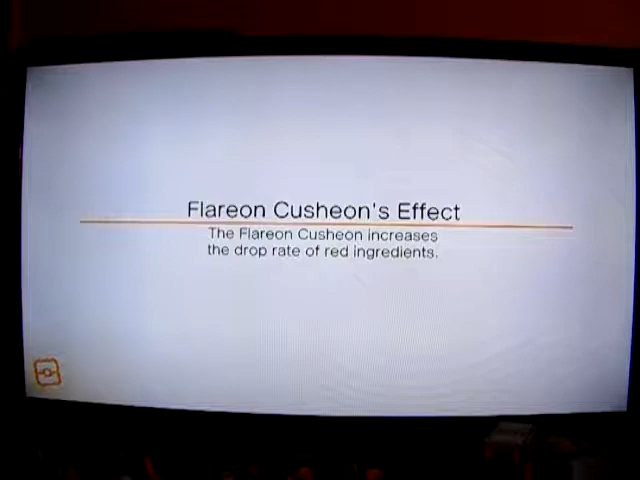 Flareon Cusheon's Effect
The Flareon Cusheon increases
the drop rate of red ingredients.